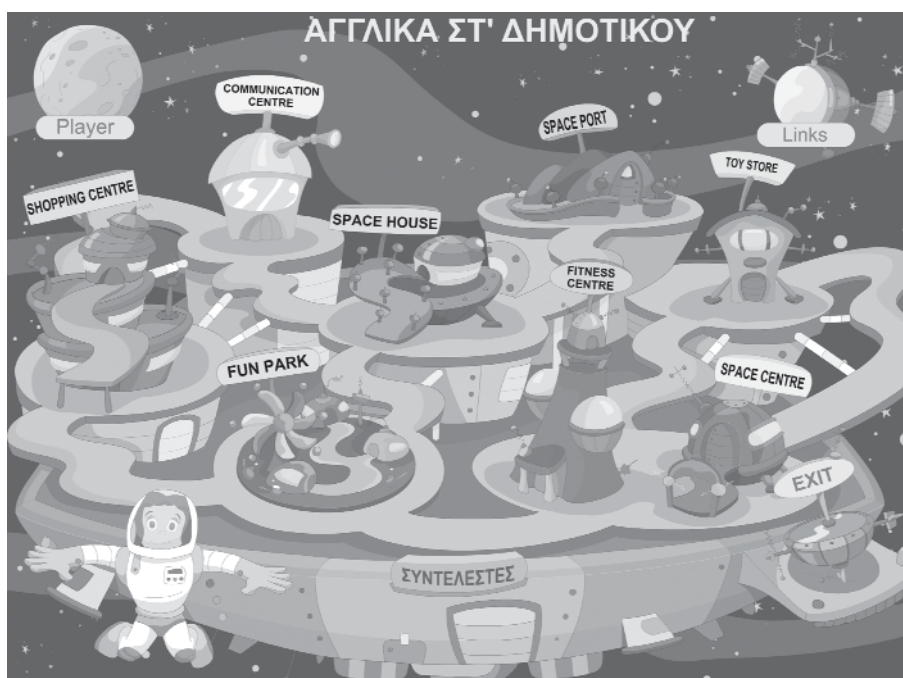 ΑΓΓΛΙΚΑ ΣΤ' ΔΗΜΟΤΙΚΟΥ
Player
COMMUNICATION
CENTRE
SPACE PORT
Links
TOY STORE
SHOPPING CENTRE
SPACE HOUSE
FITNESS
CENTRE
FUN PARK
SPACE CENTRE
EXIT
ΣΥΝΤΕΛΕΣΤΕΣ